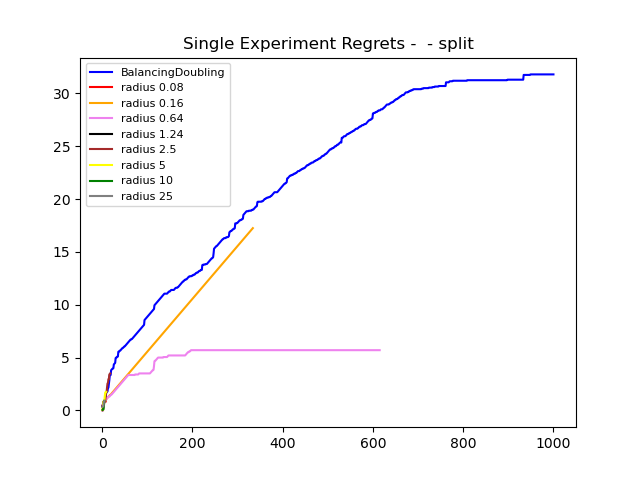 Single Experiment Regrets -  - split
BalancingDoubling
radius 0.08
radius 0.16
radius 0.64
radius 1.24
radius 2.5
radius 5
radius 10
radius 25
30
25
20
15
10
5
0
0 200 400 600 800 1000